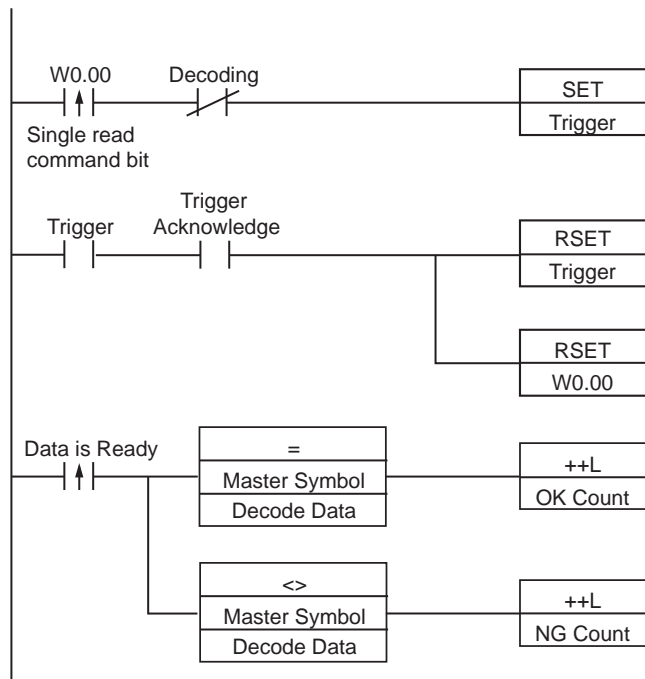 W0.00
Decoding
SET
Trigger
Single read
command bit
Trigger
Trigger
Acknowledge
RSET
Trigger
RSET
W0.00
Data is Ready
=
Master Symbol
Decode Data
++L
OK Count
<>
Master Symbol
Decode Data
++L
NG Count